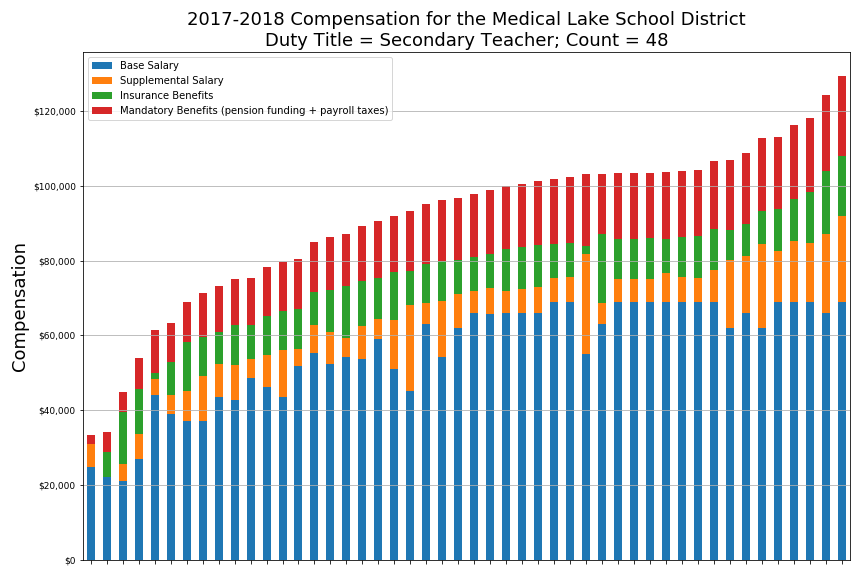 2017-2018 Compensation for the Medical Lake School District
Duty Title = Secondary Teacher; Count = 48
Base Salary
Supplemental Salary
Insurance Benefits
Mandatory Benefits (pension funding + payroll taxes)
$120,000
$100,000
$80,000
$60,000
$40,000
$20,000
$0
Compensation